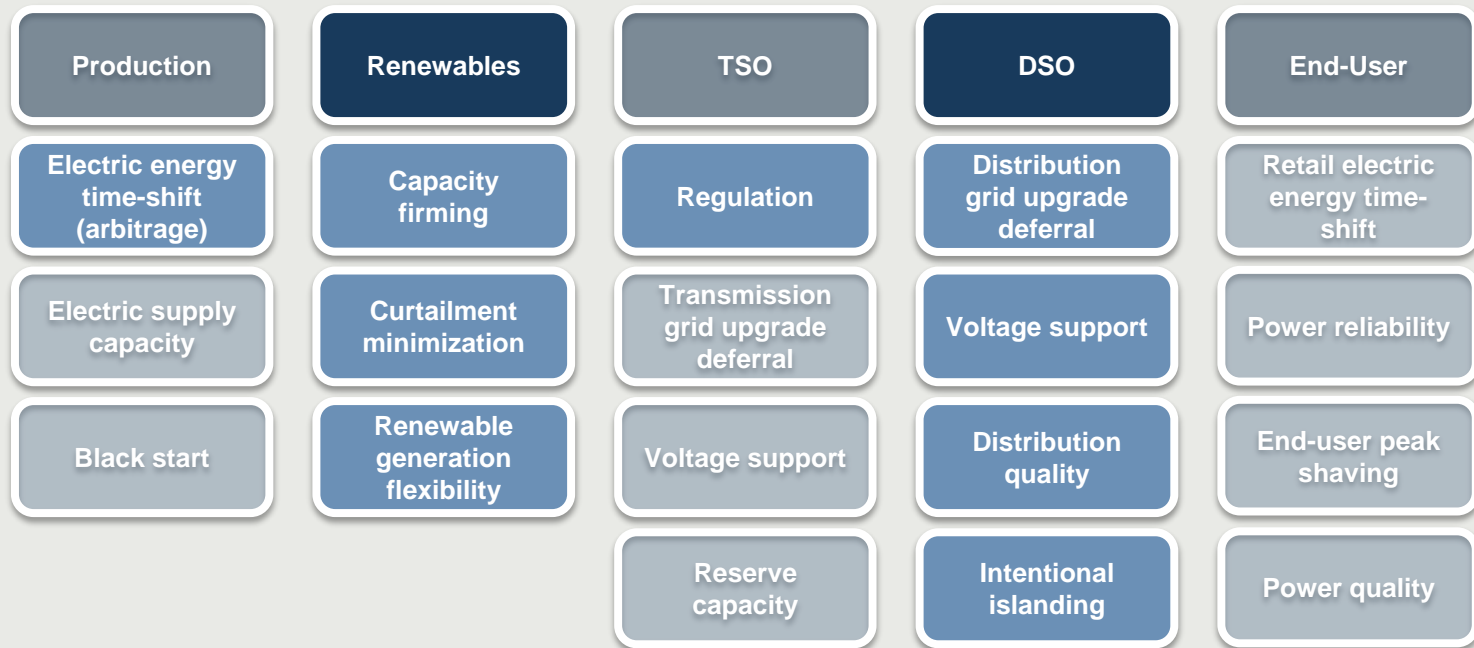 Production
Renewables
TSO
DSO
End-User
Electric energy
time-shift
(arbitrage)
Capacity
firming
Regulation
Distribution
grid upgrade
deferral
Retail electric
energy time-
shift
Electric supply
capacity
Curtailment
minimization
Transmission
grid upgrade
deferral
Voltage support
Power reliability
Black start
Renewable
generation
flexibility
Voltage support
Distribution
quality
End-user peak
shaving
Reserve
capacity
Intentional
islanding
Power quality